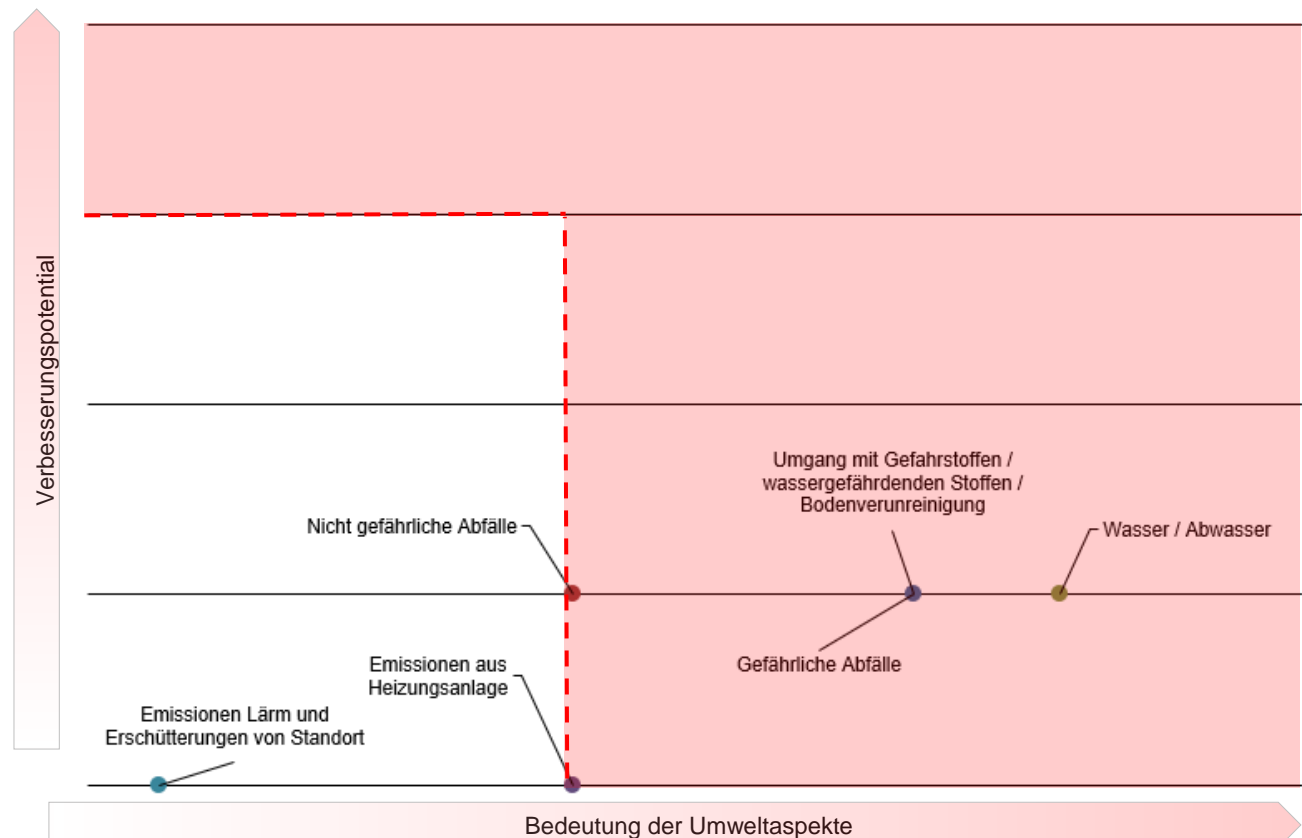 Verbesserungspotential
Umgang mit Gefahrstoffen /
wassergefährdenden Stoffen /
Bodenverunreinigung
Nicht gefährliche Abfälle
Wasser / Abwasser
Gefährliche Abfälle
Emissionen aus
Heizungsanlage
Emissionen Lärm und
Erschütterungen von Standort
Bedeutung der Umweltaspekte